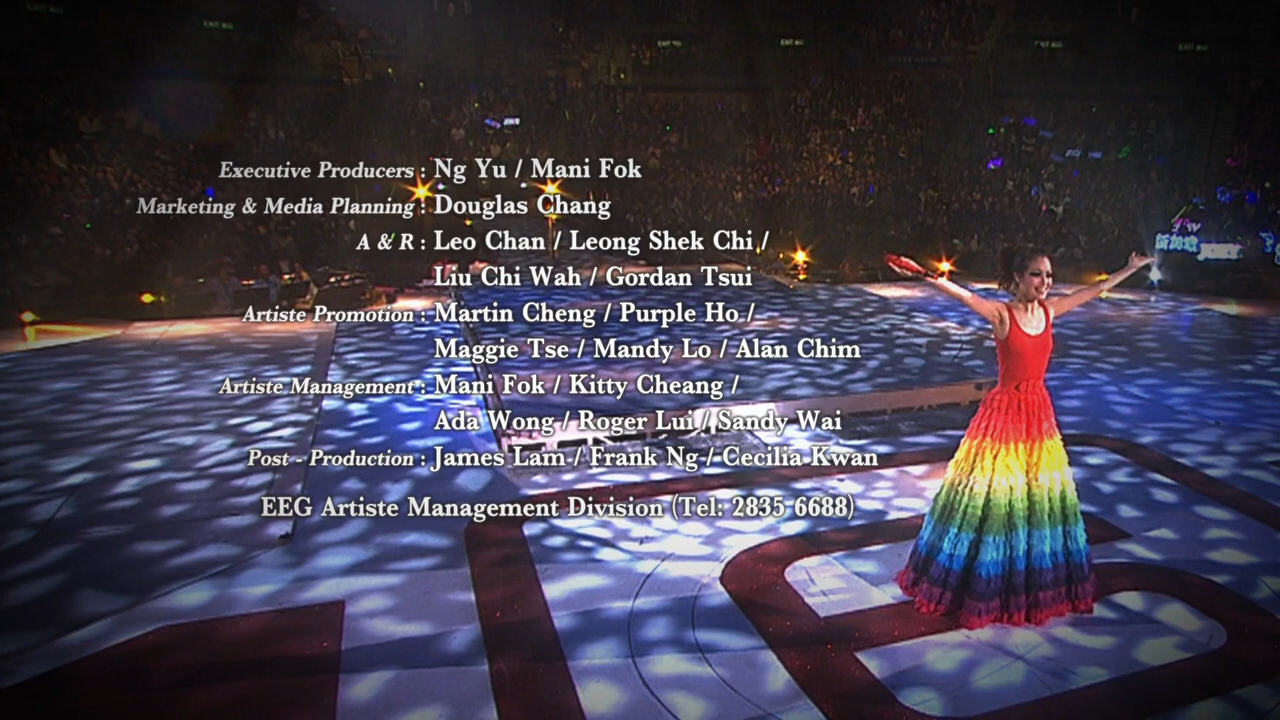 Executive Producers : Ng Yu / Mani Fok
Marketing & Media Planning : Douglas Chang
A & R : Leo Chan / Leong Shek Chi /
Liu Chi Wah / Gordan Tsui
Artiste Promotion : Martin Cheng / Purple Ho /
Maggie Tse / Mandy Lo / Alan Chim
Artiste Management : Mani Fok / Kitty Cheang /
Ada Wong / Roger Lui / Sandy Wai
Post - Production : James Lam / Frank Ng / Cecilia Kwan
EEG Artiste Management Division (Tel: 2835 6688)